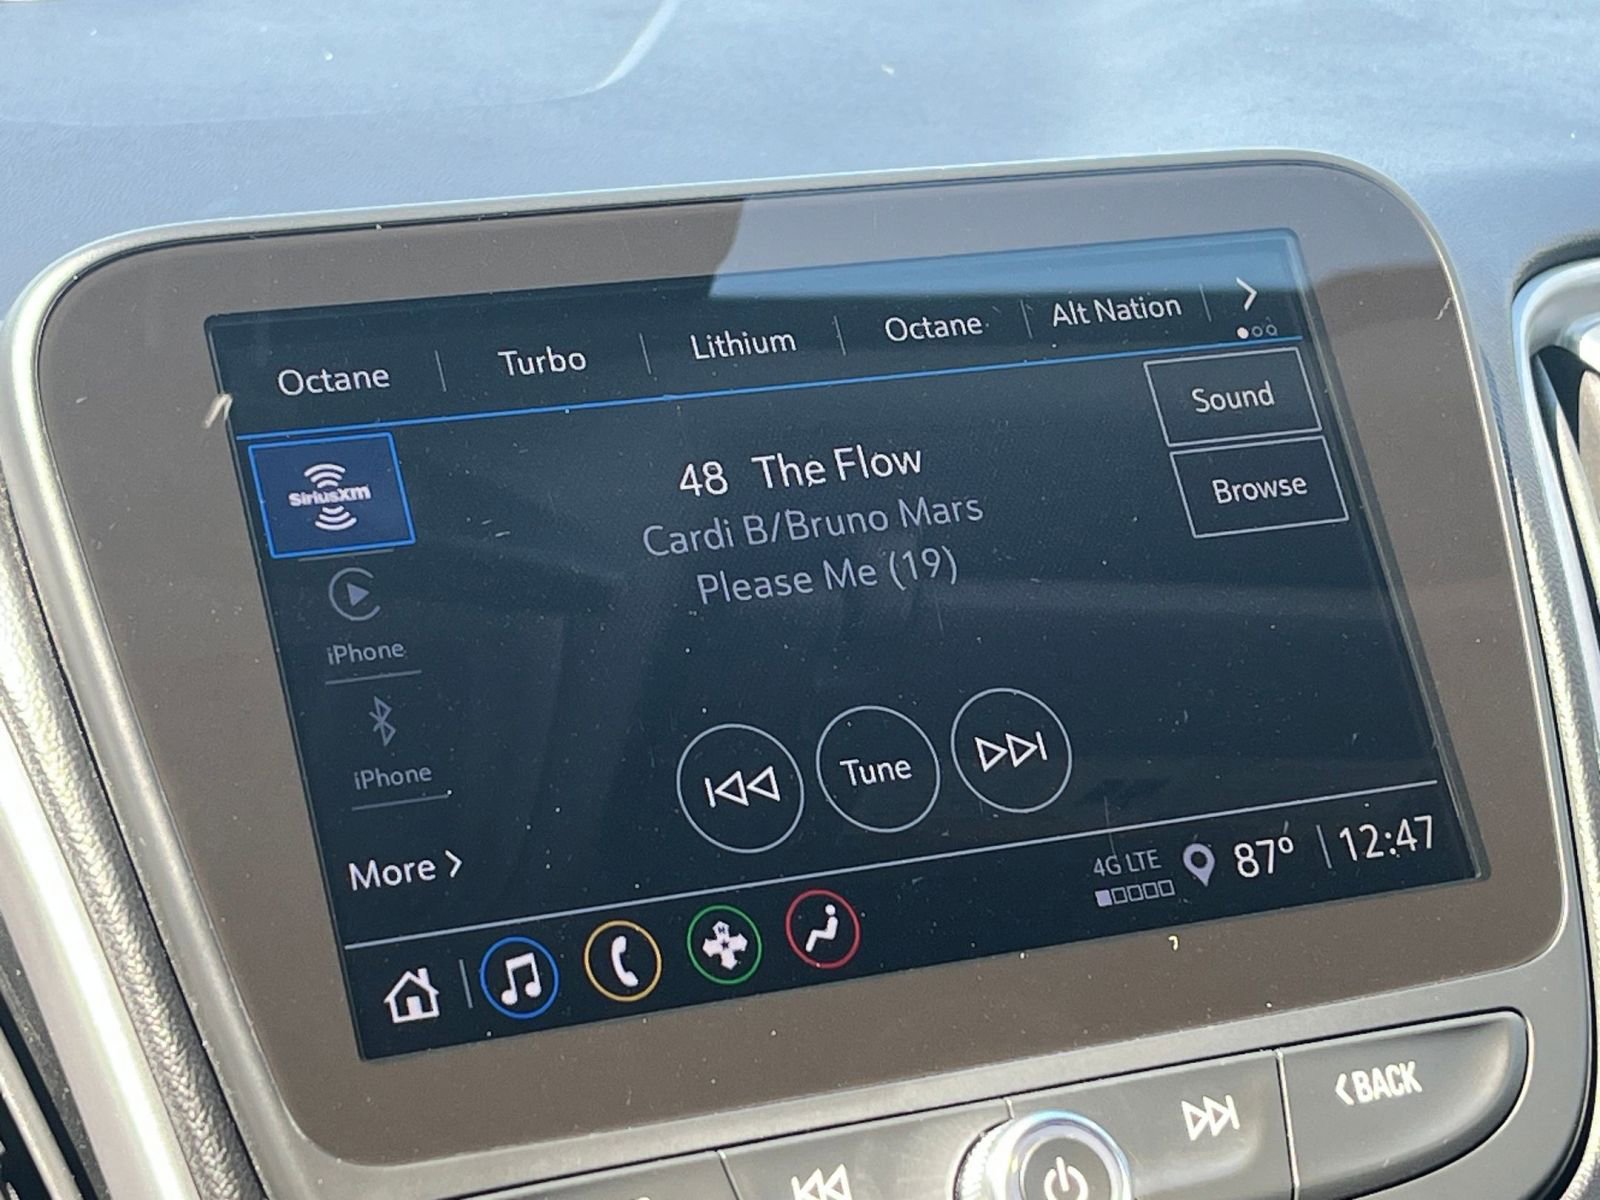 Octane
Turbo
Lithium
Octane
Alt Nation
SiriusXM
48 The Flow
Cardi B/Bruno Mars
Please Me (19)
Sound
Browse
iPhone
iPhone
Tune
More
4G LTE
87°
12:47
BACK